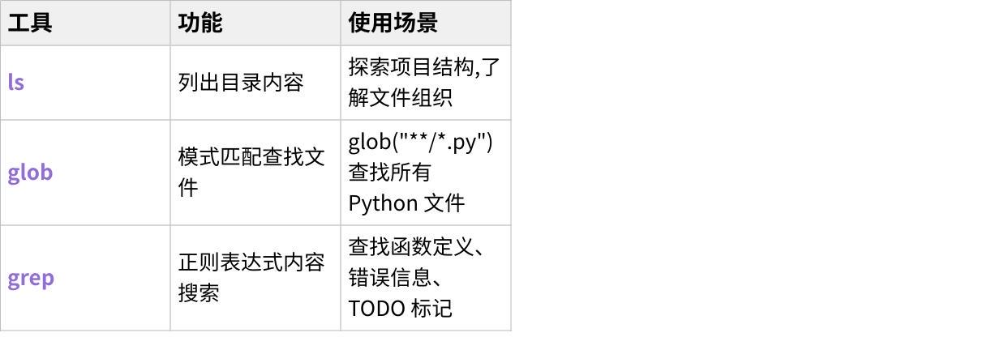 工具 功能 使用场景
ls 列出目录内容 探索项目结构,了
解文件组织
glob 模式匹配查找文
件 glob("**/*.py")
查找所有
Python 文件
grep 正则表达式内容
搜索 查找函数定义、
错误信息、
TODO 标记